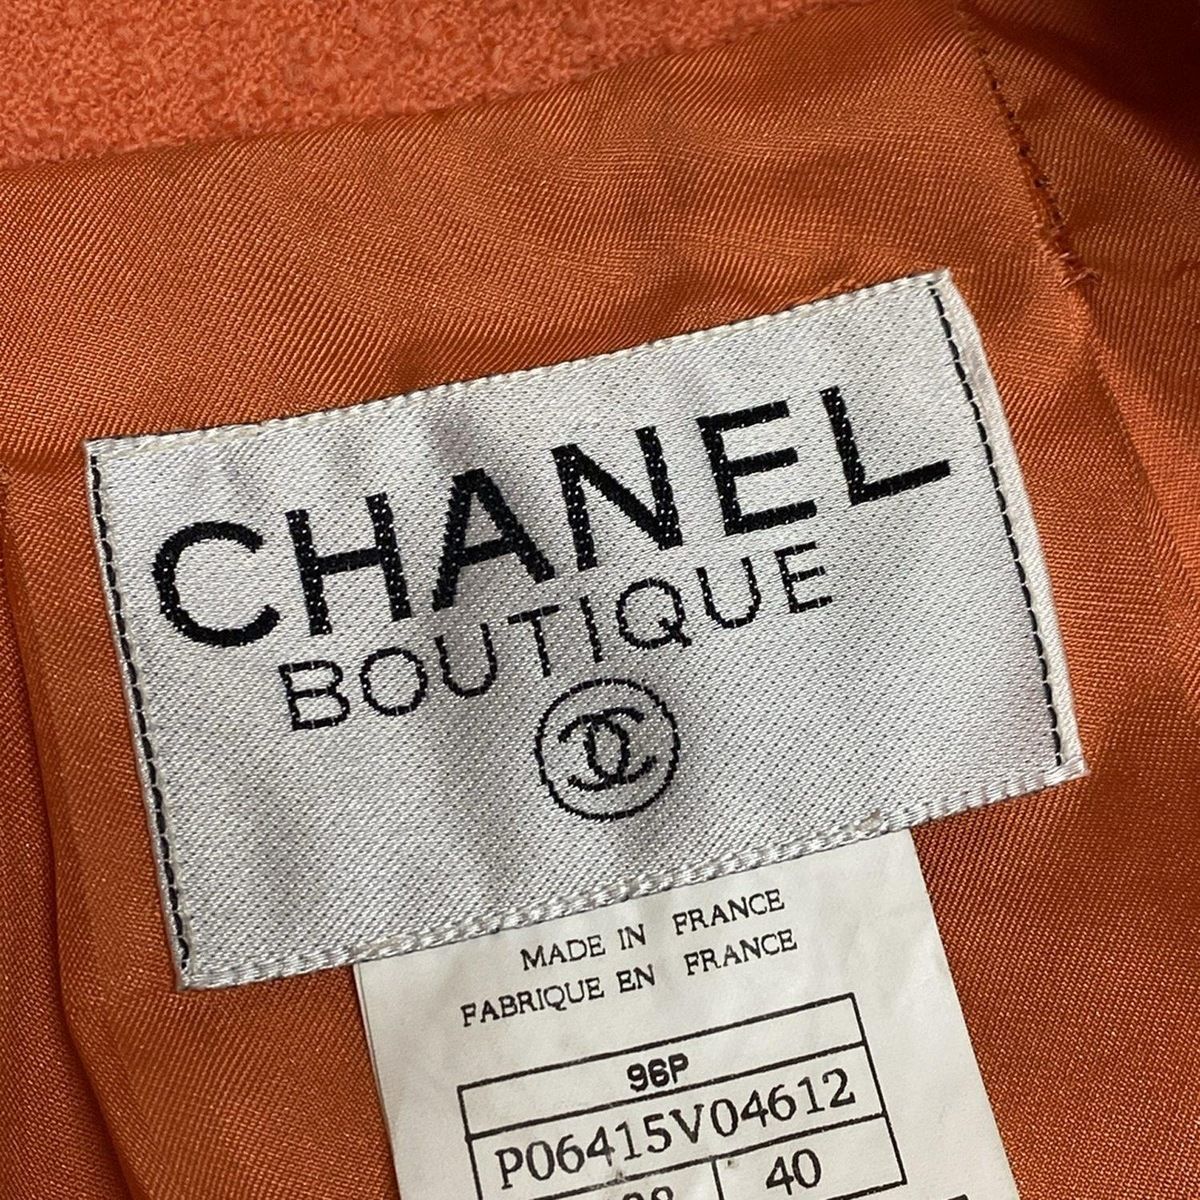 CHANEL
BOUTIQUE
MADE IN FRANCE
FABRIQUE EN FRANCE
96P
P06415V04612
40